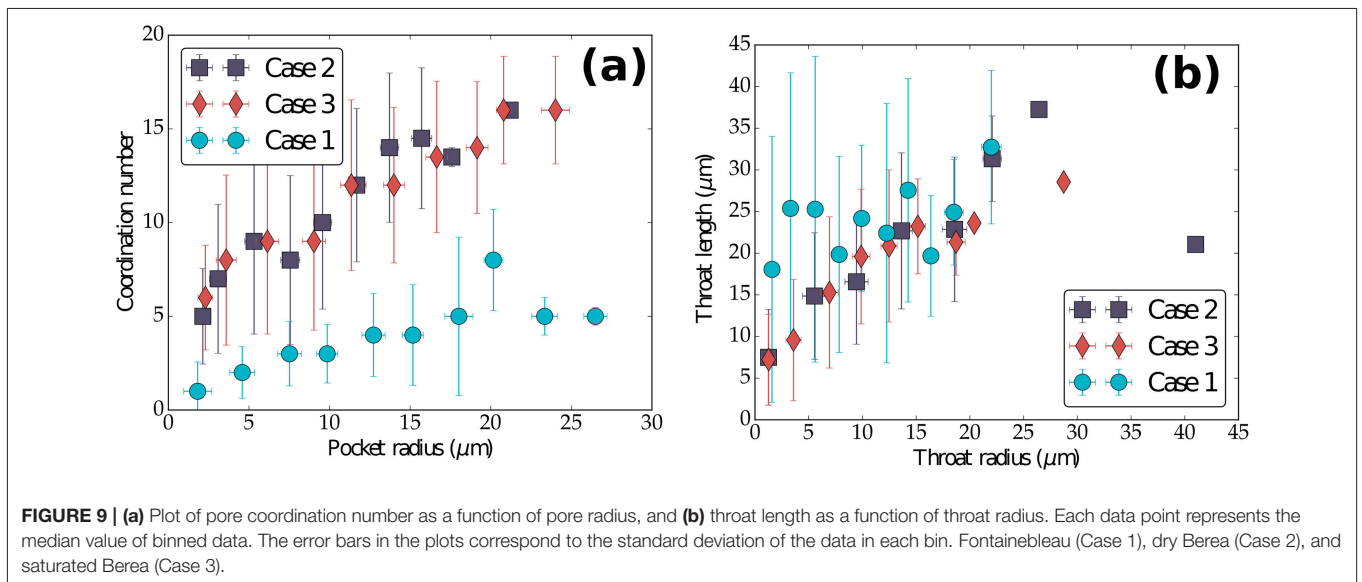 (a)
Case 2
Case 3
Case 1
20
15
10
5
0
Coordination number
0 5 10 15 20 25 30
Pocket radius (μm)
(b)
45
40
35
30
25
20
15
10
5
0
Throat length (μm)
Case 2
Case 3
Case 1
0 5 10 15 20 25 30 35 40 45
Throat radius (μm)
FIGURE 9 | (a) Plot of pore coordination number as a function of pore radius, and (b) throat length as a function of throat radius. Each data point represents the
median value of binned data. The error bars in the plots correspond to the standard deviation of the data in each bin. Fontainebleau (Case 1), dry Berea (Case 2), and
saturated Berea (Case 3).